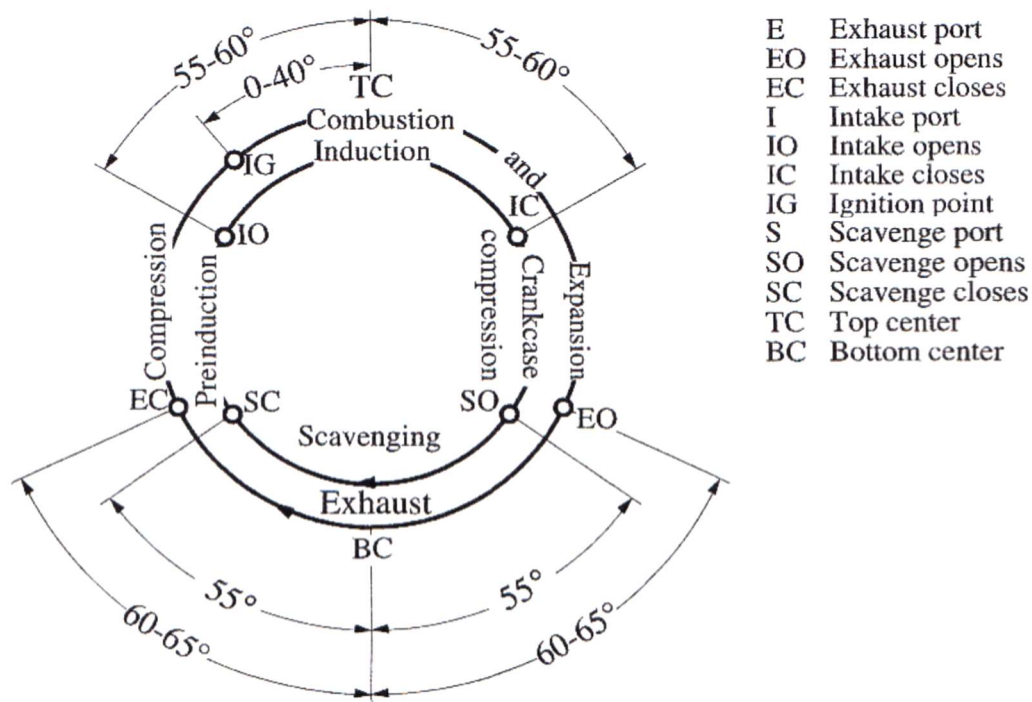 55-60°
55-60°
0-40°
TC
Combustion
Induction
and
IG
IC
IO
Compression
Preinduction
compression
Crankcase
Expansion
EC
SC
SO
EO
Scavenging
Exhaust
BC
55°
55°
60-65°
60-65°
E Exhaust port
EO Exhaust opens
EC Exhaust closes
I Intake port
IO Intake opens
IC Intake closes
IG Ignition point
S Scavenge port
SO Scavenge opens
SC Scavenge closes
TC Top center
BC Bottom center